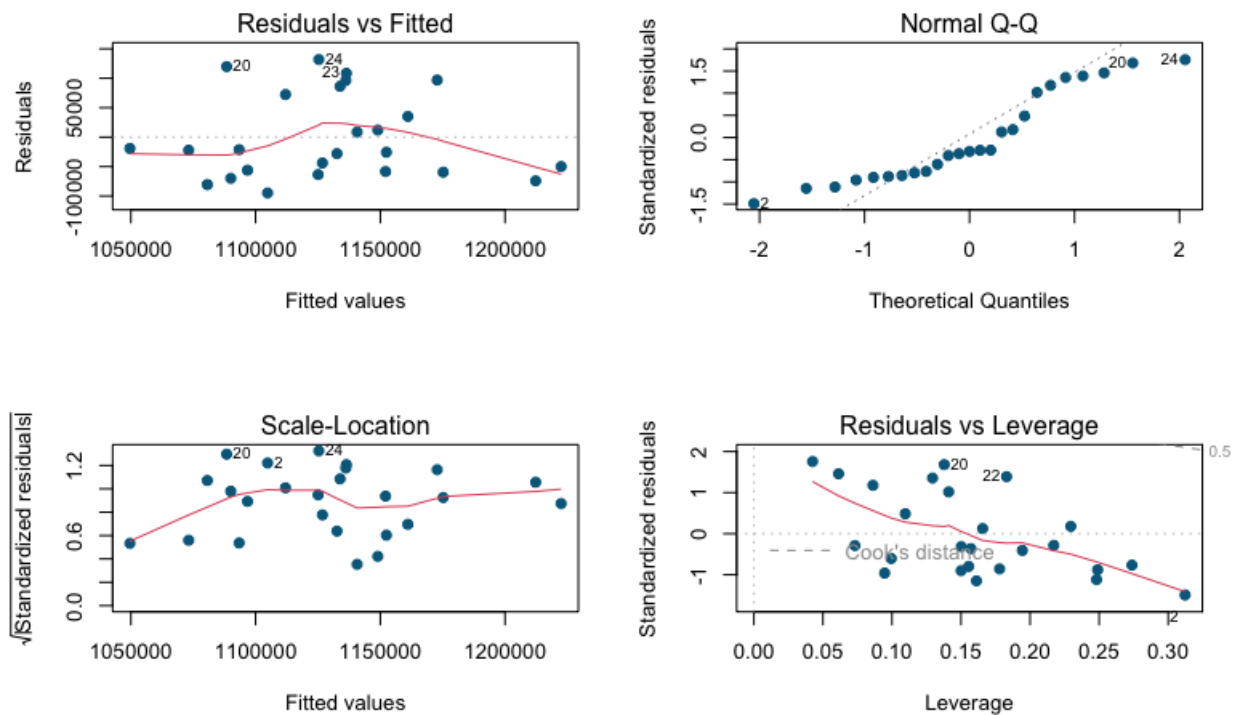 Residuals vs Fitted
Residuals
50000
-100000
20
24
23
1050000 1100000 1150000 1200000
Fitted values
Normal Q-Q
Standardized residuals
1.5
0.0
-1.5
20
24
2
-2 -1 0 1 2
Theoretical Quantiles
Scale-Location
√|Standardized residuals|
1.2
0.6
0.0
20
2
24
1050000 1100000 1150000 1200000
Fitted values
Residuals vs Leverage
Standardized residuals
2
1
0
-1
20
22
0.5
Cook's distance
2
0.00 0.05 0.10 0.15 0.20 0.25 0.30
Leverage